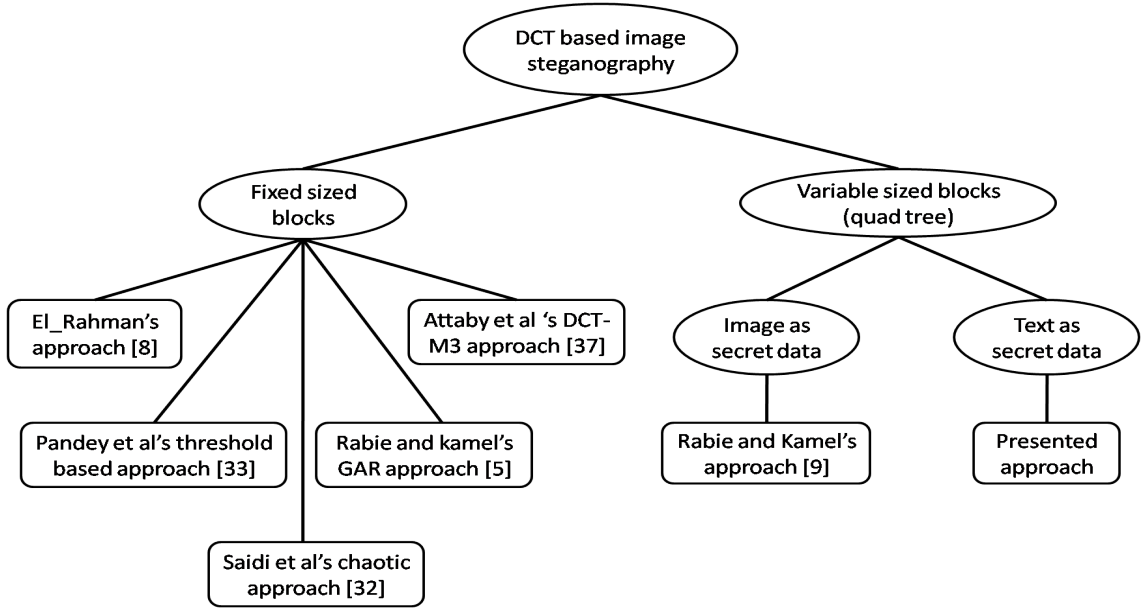 DCT based image
steganography
Fixed sized
blocks
Variable sized blocks
(quad tree)
El_Rahman's
approach [8]
Attaby et al 's DCT-
M3 approach [37]
Image as
secret data
Text as
secret data
Pandey et al's threshold
based approach [33]
Rabie and kamel's
GAR approach [5]
Rabie and Kamel's
approach [9]
Presented
approach
Saidi et al's chaotic
approach [32]